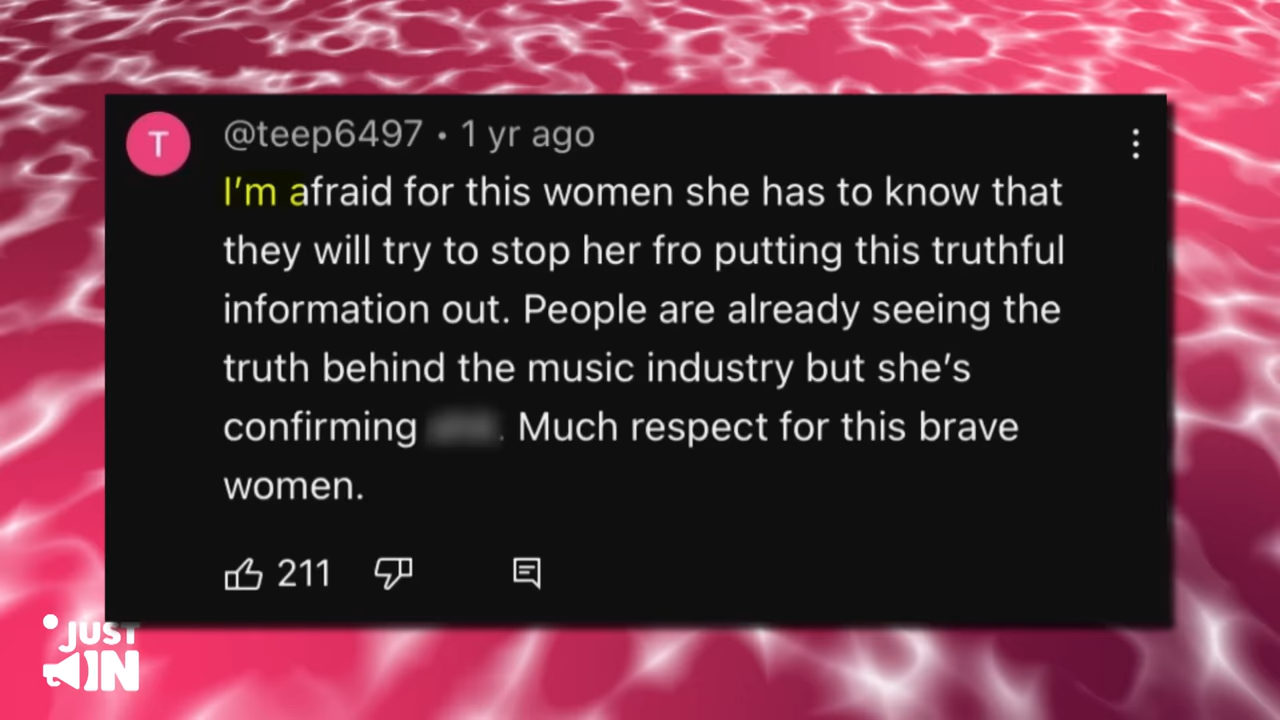 T
@teep6497 • 1 yr ago
I'm afraid for this women she has to know that
they will try to stop her fro putting this truthful
information out. People are already seeing the
truth behind the music industry but she's
confirming . Much respect for this brave
women.
211
JUST
IN